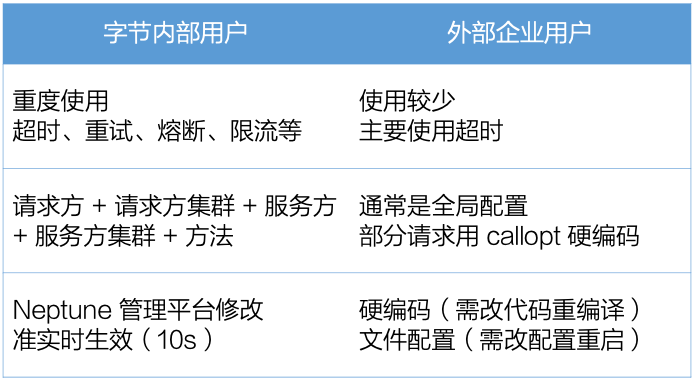 字节内部用户
外部企业用户
重度使用
超时、重试、熔断、限流等
使用较少
主要使用超时
请求方 + 请求方集群 + 服务方
+ 服务方集群 + 方法
通常是全局配置
部分请求用 callopt 硬编码
Neptune 管理平台修改
准实时生效（10s）
硬编码（需改代码重编译）
文件配置（需改配置重启）